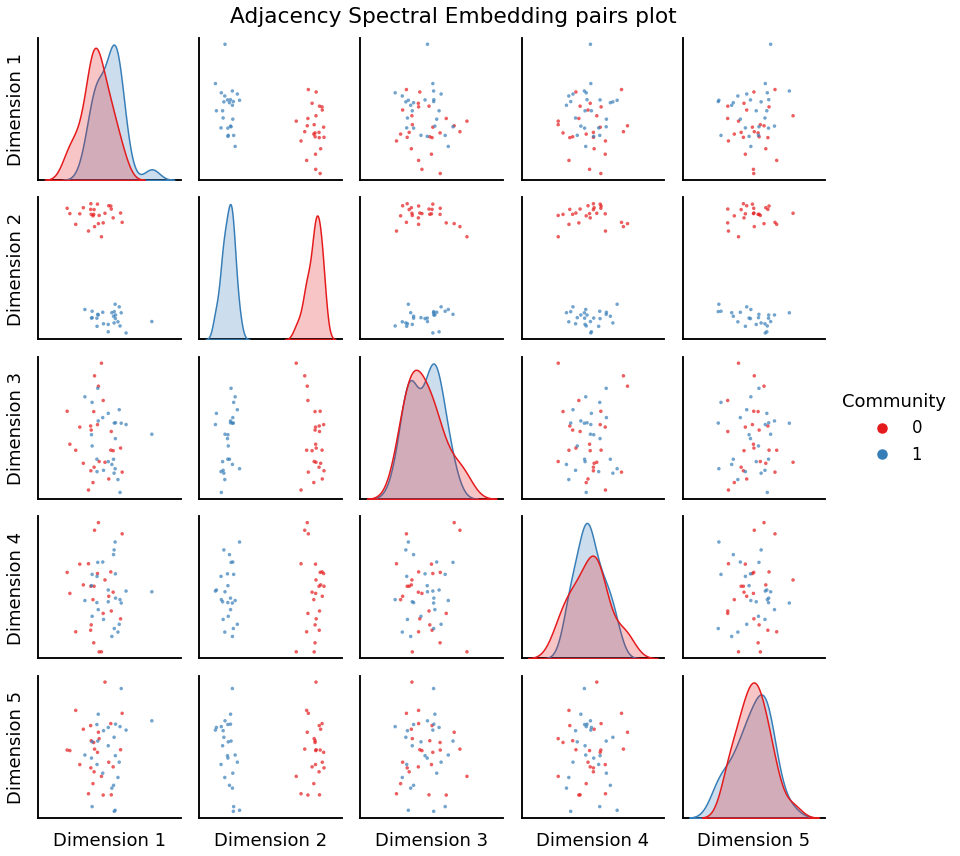 Adjacency Spectral Embedding pairs plot
Dimension 1
Dimension 2
Dimension 3
Dimension 4
Dimension 5
Community
0
1
Dimension 1
Dimension 2
Dimension 3
Dimension 4
Dimension 5